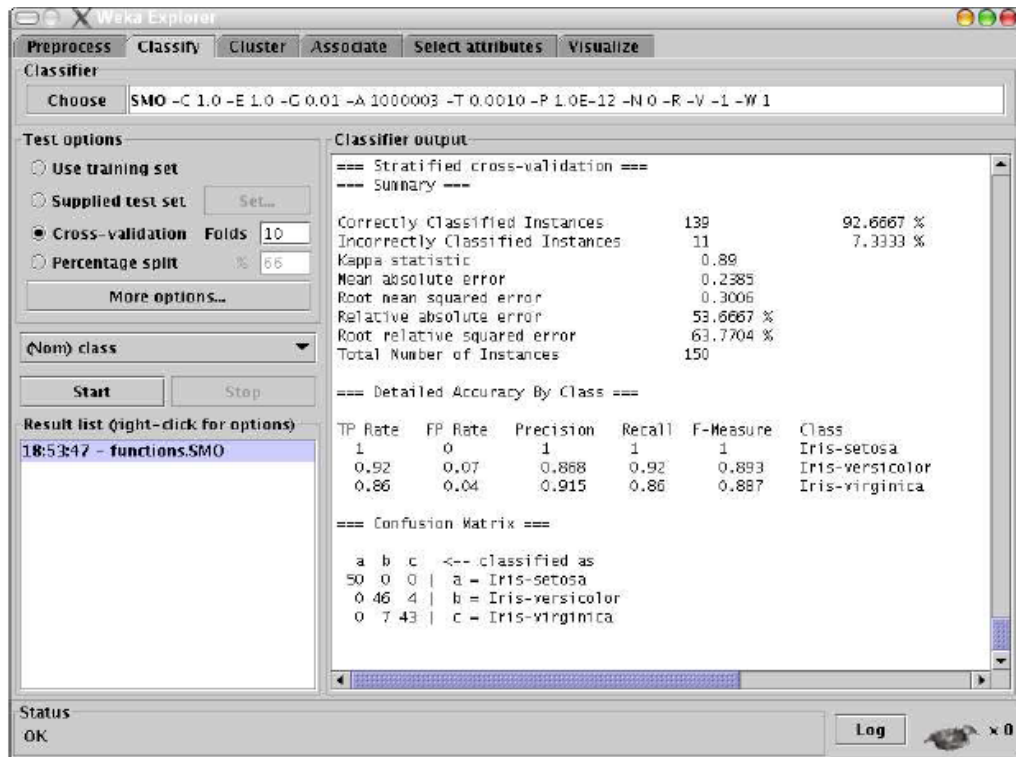 Weka Explorer
Preprocess Classify Cluster Associate Select attributes Visualize
Classifier
Choose SMO -C 1.0 -E 1.0 -G 0.01 -A 1000003 -T 0.0010 -P 1.0E-12 -N 0 -R -V -1 -W 1
Test options
Use training set
Supplied test set Set...
Cross-validation Folds 10
Percentage split % 66
More options...
(Nom) class
Start Stop
Result list (right-click for options)
18:53:47 - functions.SMO
Classifier output
=== Stratified cross-validation ===
=== Summary ===
Correctly Classified Instances 139 92.6667 %
Incorrectly Classified Instances 11 7.3333 %
Kappa statistic 0.89
Mean absolute error 0.2385
Root mean squared error 0.3006
Relative absolute error 53.6667 %
Root relative squared error 63.7704 %
Total Number of Instances 150
=== Detailed Accuracy By Class ===
TP Rate FP Rate Precision Recall F-Measure Class
1 0 1 1 1 Iris-setosa
0.92 0.07 0.868 0.92 0.893 Iris-versicolor
0.86 0.04 0.915 0.86 0.887 Iris-virginica
=== Confusion Matrix ===
a b c <-- classified as
50 0 0 | a = Iris-setosa
0 46 4 | b = Iris-versicolor
0 7 43 | c = Iris-virginica
Status
OK
Log x 0